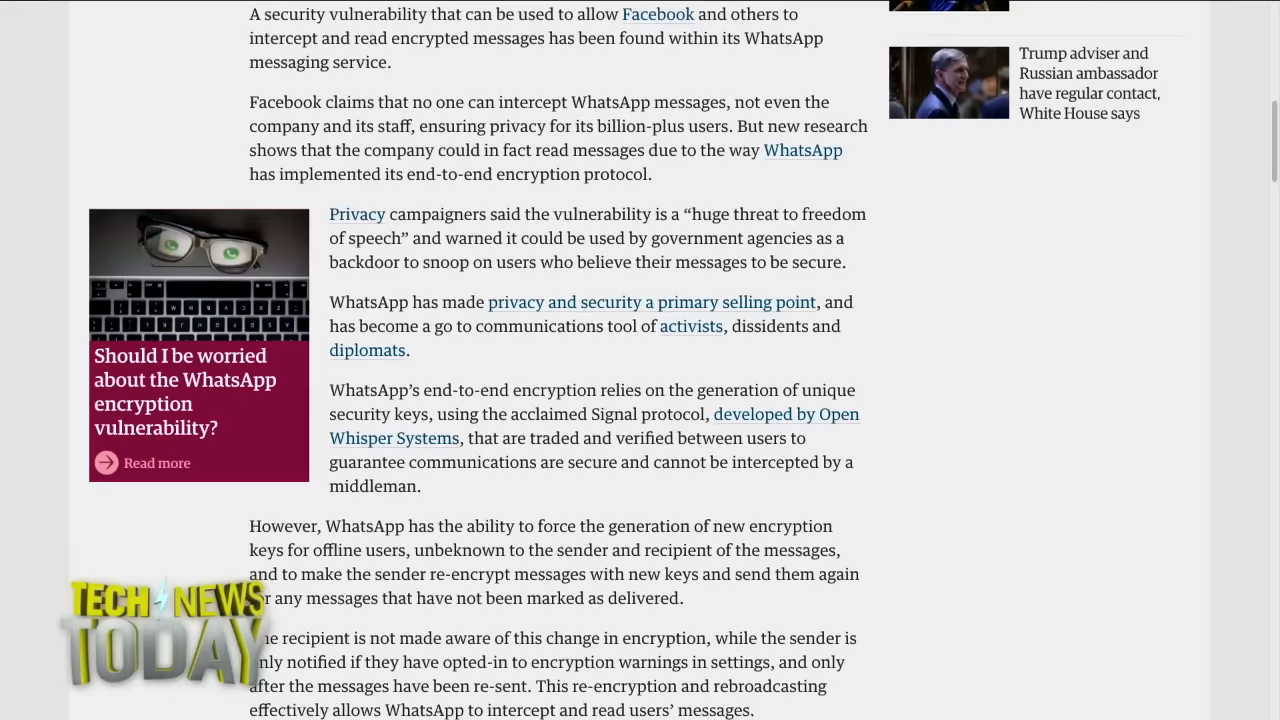 A security vulnerability that can be used to allow Facebook and others to
intercept and read encrypted messages has been found within its WhatsApp
messaging service.
Facebook claims that no one can intercept WhatsApp messages, not even the
company and its staff, ensuring privacy for its billion-plus users. But new research
shows that the company could in fact read messages due to the way WhatsApp
has implemented its end-to-end encryption protocol.
Privacy campaigners said the vulnerability is a “huge threat to freedom
of speech” and warned it could be used by government agencies as a
backdoor to snoop on users who believe their messages to be secure.
WhatsApp has made privacy and security a primary selling point, and
has become a go to communications tool of activists, dissidents and
diplomats.
WhatsApp’s end-to-end encryption relies on the generation of unique
security keys, using the acclaimed Signal protocol, developed by Open
Whisper Systems, that are traded and verified between users to
guarantee communications are secure and cannot be intercepted by a
middleman.
However, WhatsApp has the ability to force the generation of new encryption
keys for offline users, unbeknown to the sender and recipient of the messages,
and to make the sender re-encrypt messages with new keys and send them again
any messages that have not been marked as delivered.
recipient is not made aware of this change in encryption, while the sender is
notified if they have opted-in to encryption warnings in settings, and only
after the messages have been re-sent. This re-encryption and rebroadcasting
effectively allows WhatsApp to intercept and read users’ messages.
Should I be worried
about the WhatsApp
encryption
vulnerability?
Read more
Trump adviser and
Russian ambassador
have regular contact,
White House says
TECH NEWS
TODAY